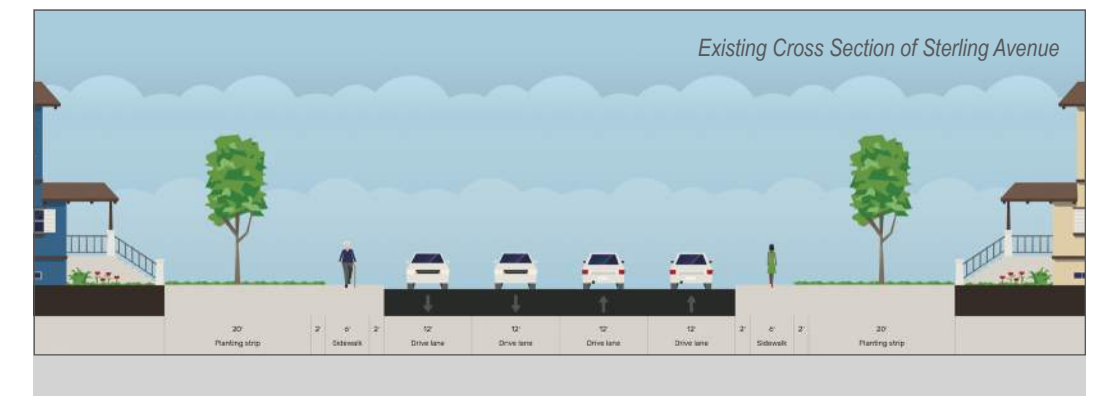 Existing Cross Section of Sterling Avenue
20' 2' 6' 2' 12' 12' 12' 12' 2' 6' 2' 20'
Planting strip Sidewalk Drive lane Drive lane Drive lane Drive lane Sidewalk Planting strip